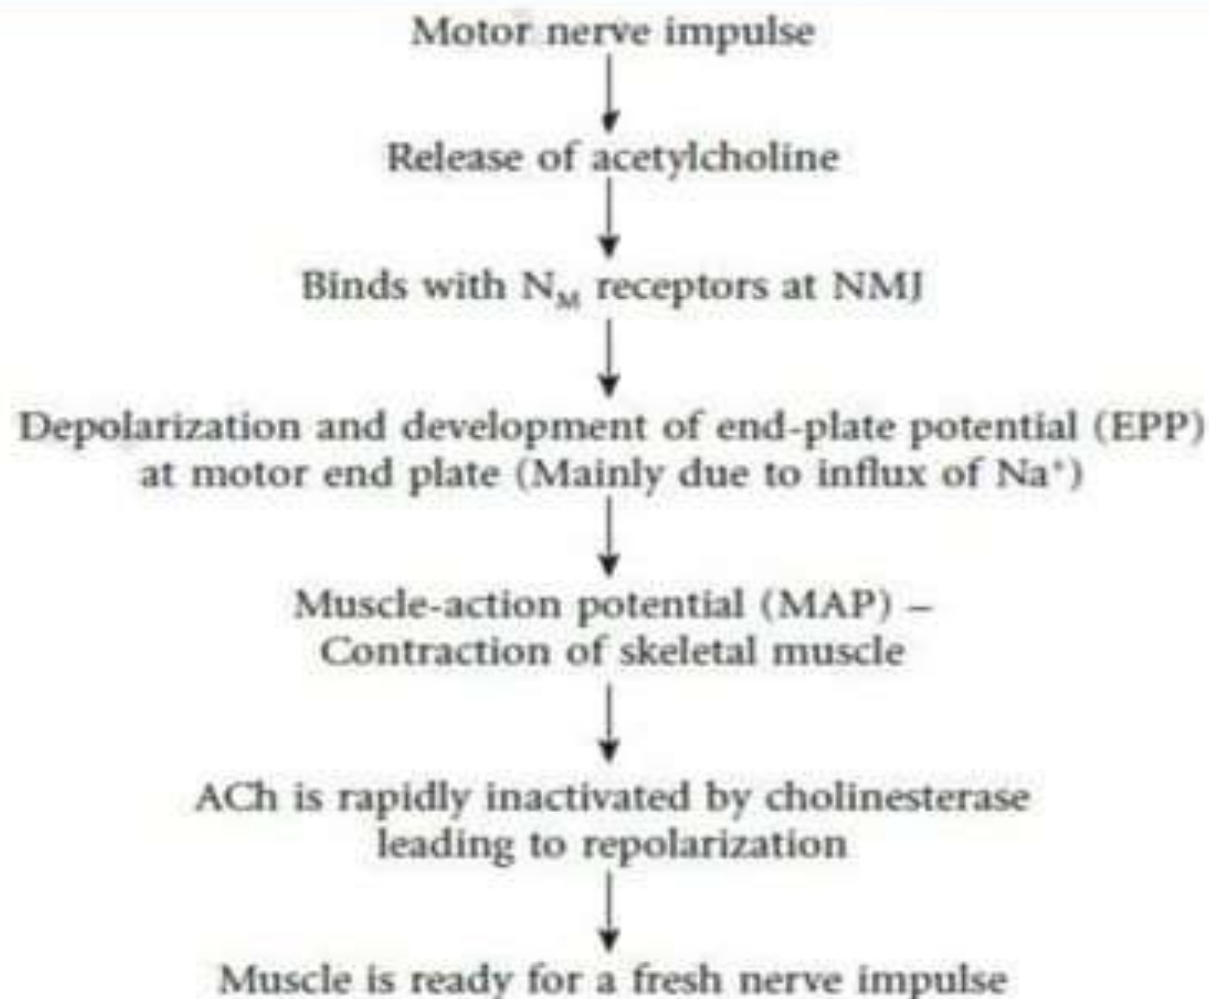 Motor nerve impulse
Release of acetylcholine
Binds with N_M receptors at NMJ
Depolarization and development of end-plate potential (EPP)
at motor end plate (Mainly due to influx of Na⁺)
Muscle-action potential (MAP) –
Contraction of skeletal muscle
ACh is rapidly inactivated by cholinesterase
leading to repolarization
Muscle is ready for a fresh nerve impulse